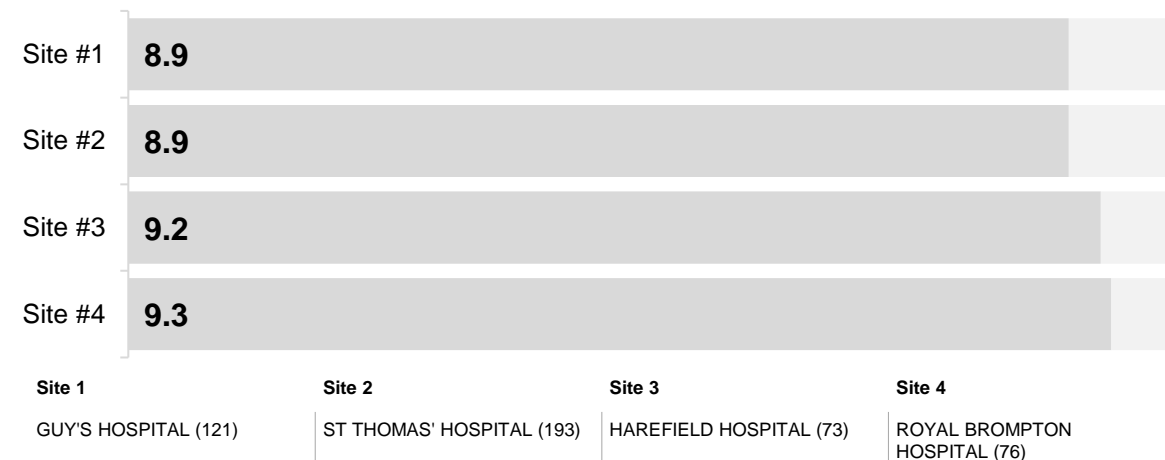 Site #1 8.9
Site #2 8.9
Site #3 9.2
Site #4 9.3
Site 1
GUY'S HOSPITAL (121)
Site 2
ST THOMAS' HOSPITAL (193)
Site 3
HAREFIELD HOSPITAL (73)
Site 4
ROYAL BROMPTON
HOSPITAL (76)